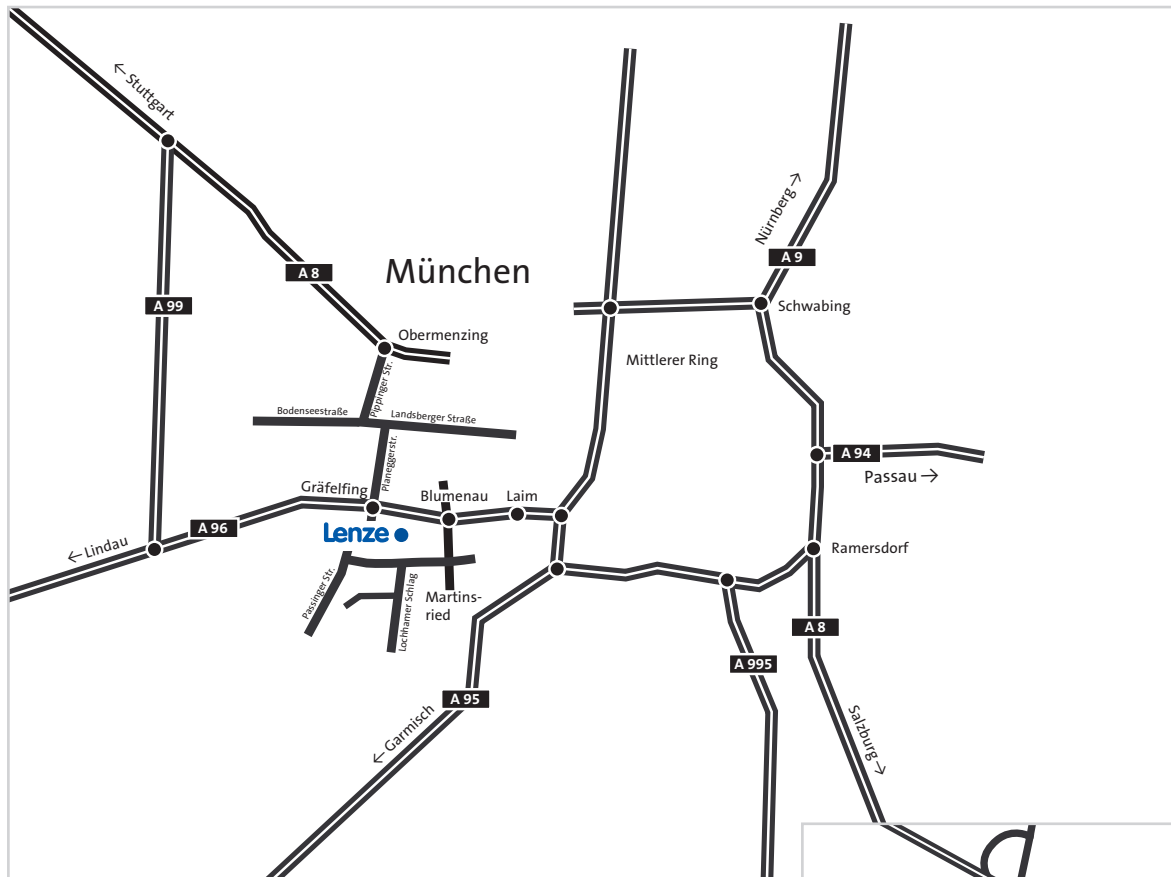 ← Stuttgart
Nürnberg →
A 9
München
A 8
A 99
Schwabing
Obermenzing
Mittlerer Ring
Pippinger Str.
Bodenseestraße
Landsberger Straße
Planeggerstr.
A 94
Passau →
Gräfelfing
Blumenau
Laim
A 96
Lenze
← Lindau
Ramersdorf
Passinger Str.
Lochhamer Schlag
Martins-
ried
A 8
A 995
A 95
← Garmisch
Salzburg →